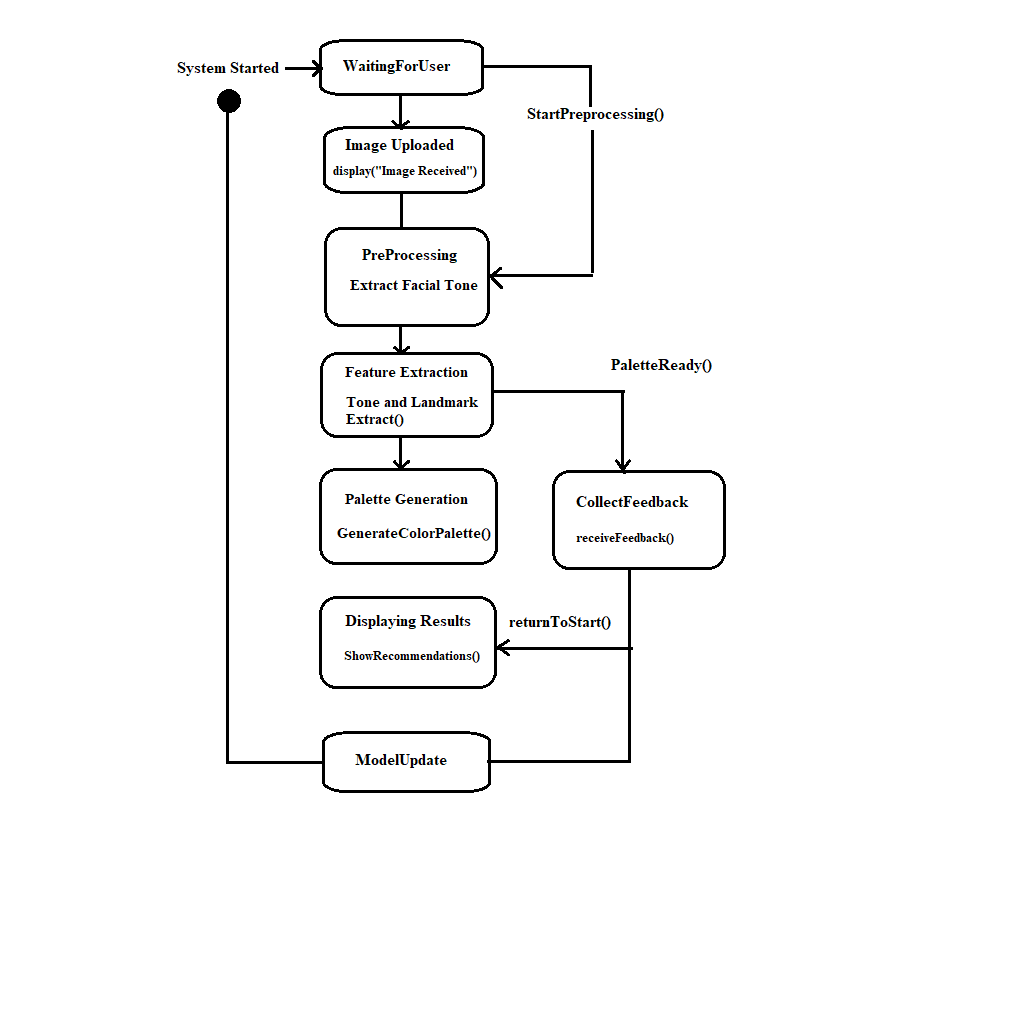 System Started
WaitingForUser
StartPreprocessing()
Image Uploaded
display("Image Received")
PreProcessing
Extract Facial Tone
Feature Extraction
Tone and Landmark
Extract()
PaletteReady()
Palette Generation
GenerateColorPalette()
CollectFeedback
receiveFeedback()
Displaying Results
ShowRecommendations()
returnToStart()
ModelUpdate